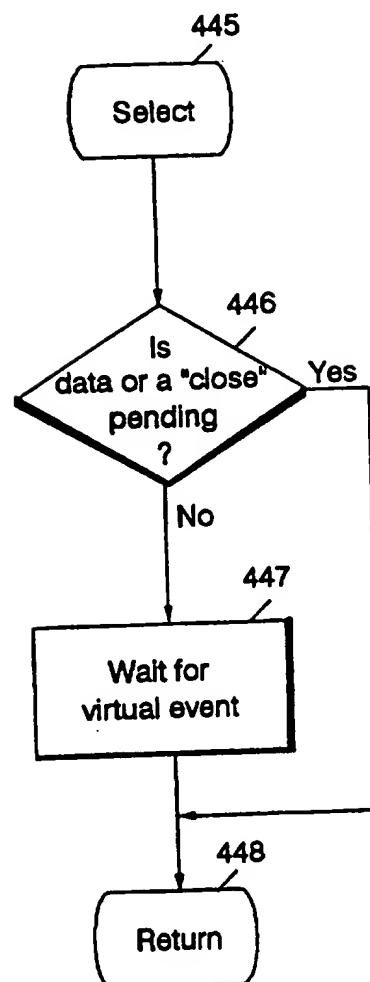 445
Select
446
Is
data or a "close"
pending
?
Yes
No
447
Wait for
virtual event
448
Return